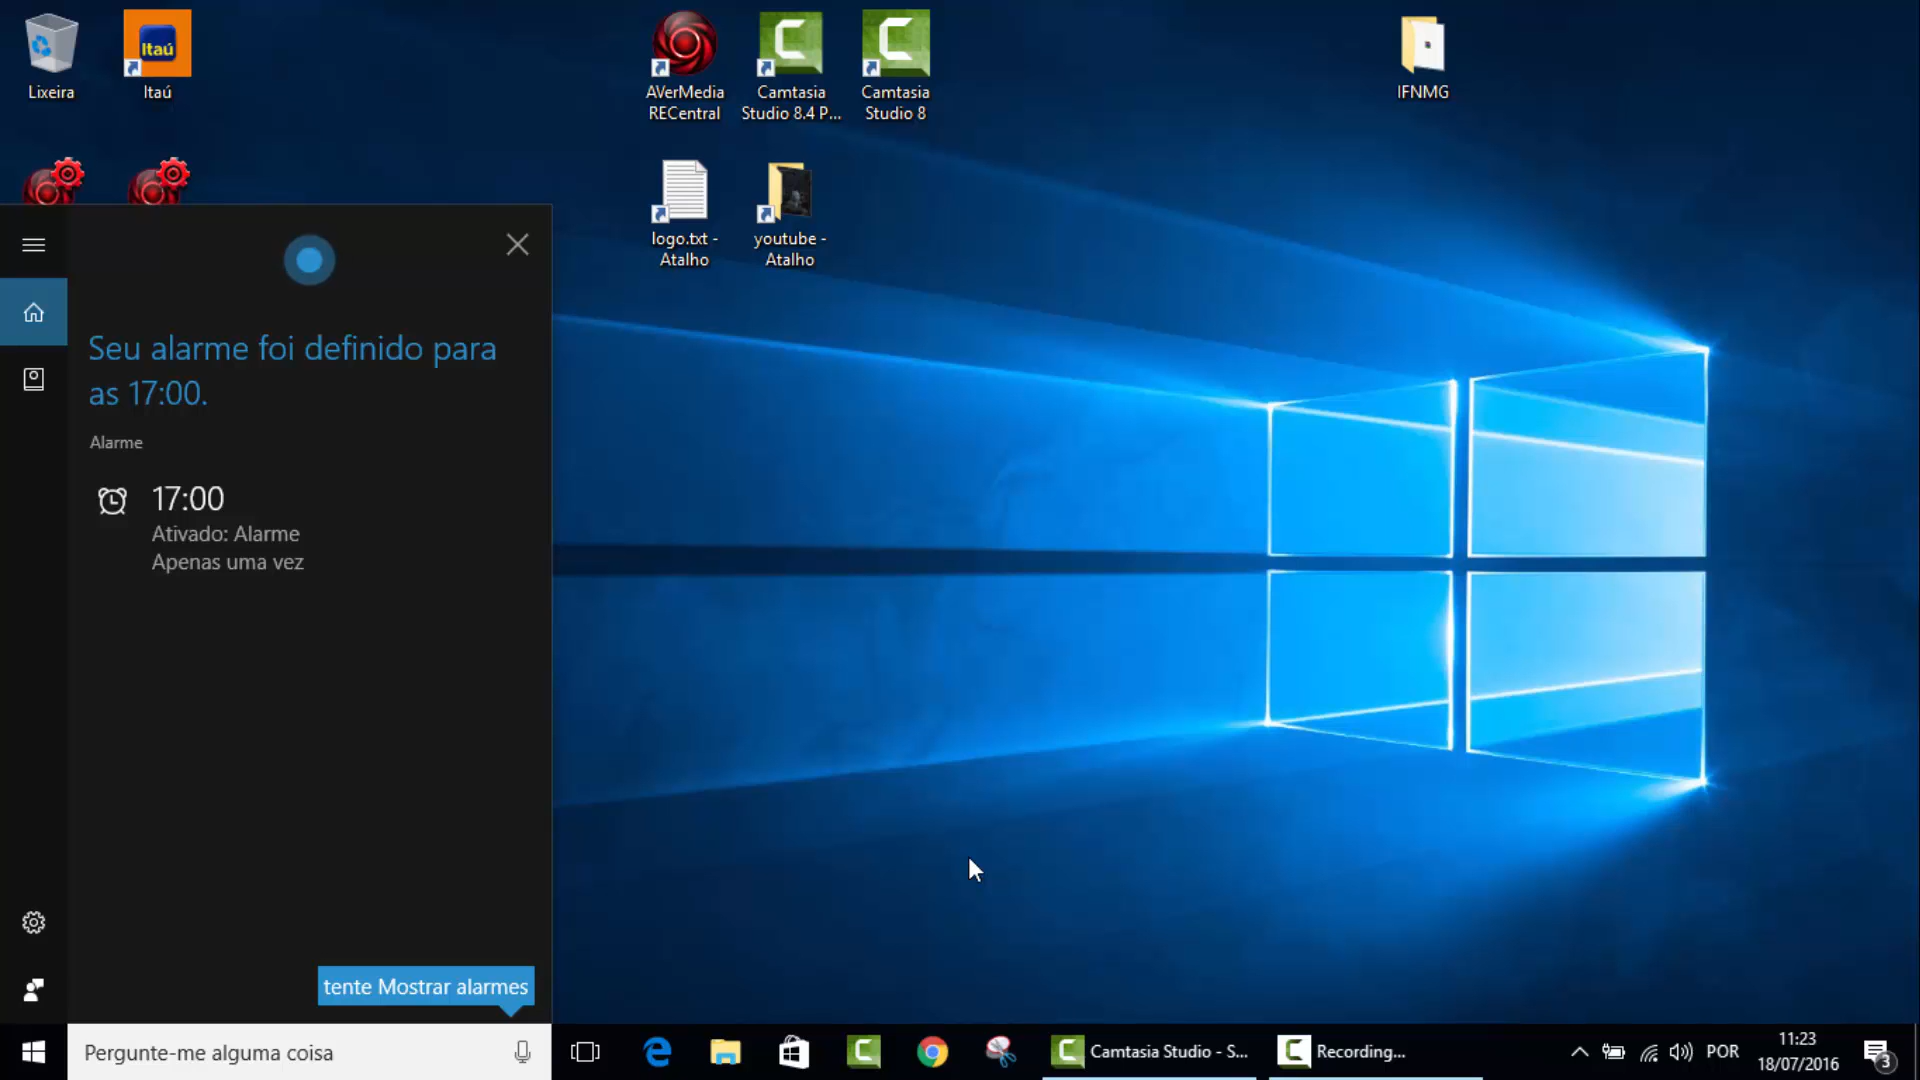 Lixeira
Itaú
Itaú
AVerMedia
RECentral
Camtasia
Studio 8.4 P...
Camtasia
Studio 8
IFNMG
logo.txt -
Atalho
youtube -
Atalho
Seu alarme foi definido para
as 17:00.
Alarme
17:00
Ativado: Alarme
Apenas uma vez
tente Mostrar alarmes
Pergunte-me alguma coisa
Camtasia Studio - S...
Recording...
POR
11:23
18/07/2016
3